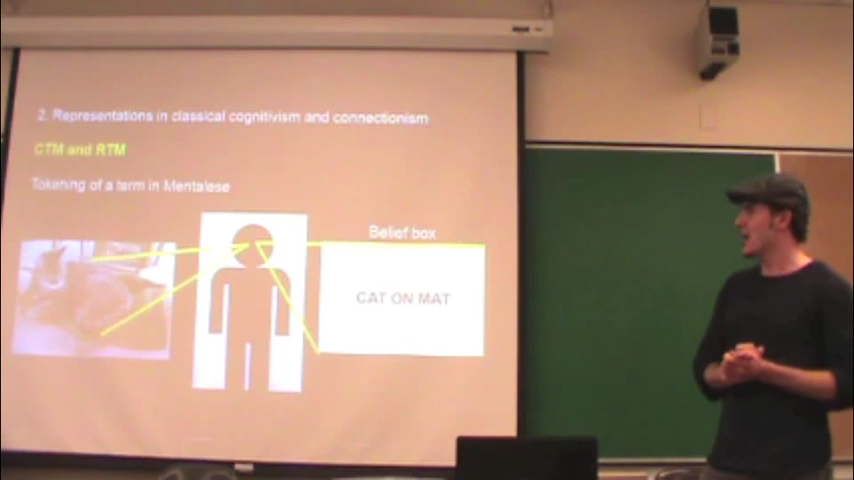 2. Representations in classical cognitivism and connectionism
CTM and RTM
Tokening of a term in Mentalese
Belief box
CAT ON MAT